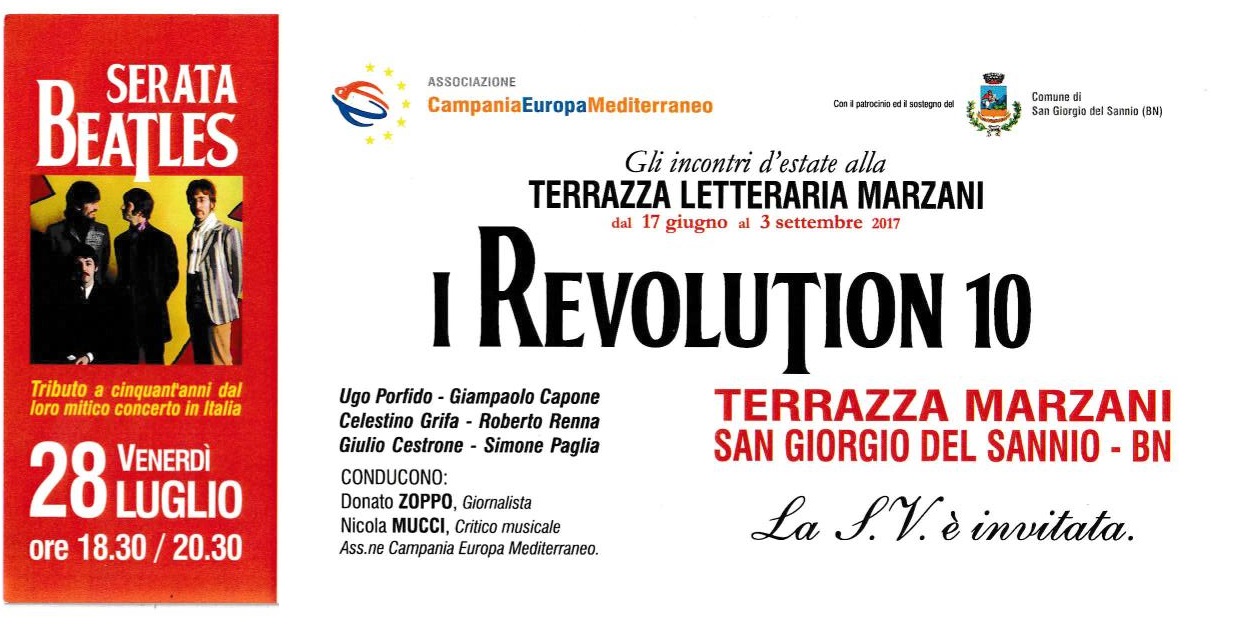 SERATA
BEATLES
Tributo a cinquant'anni dal
loro mitico concerto in Italia
28 VENERDÌ
LUGLIO
ore 18.30 / 20.30
ASSOCIAZIONE
CampaniaEuropaMediterraneo
Con il patrocinio ed il sostegno del
Comune di
San Giorgio del Sannio (BN)
Gli incontri d'estate alla
TERRAZZA LETTERARIA MARZANI
dal 17 giugno al 3 settembre 2017
I REVOLUTION 10
Ugo Porfido - Giampaolo Capone
Celestino Grifa - Roberto Renna
Giulio Cestrone - Simone Paglia
CONDUCONO:
Donato ZOPPO, Giornalista
Nicola MUCCI, Critico musicale
Ass.ne Campania Europa Mediterraneo.
TERRAZZA MARZANI
SAN GIORGIO DEL SANNIO - BN
La S.V. è invitata.